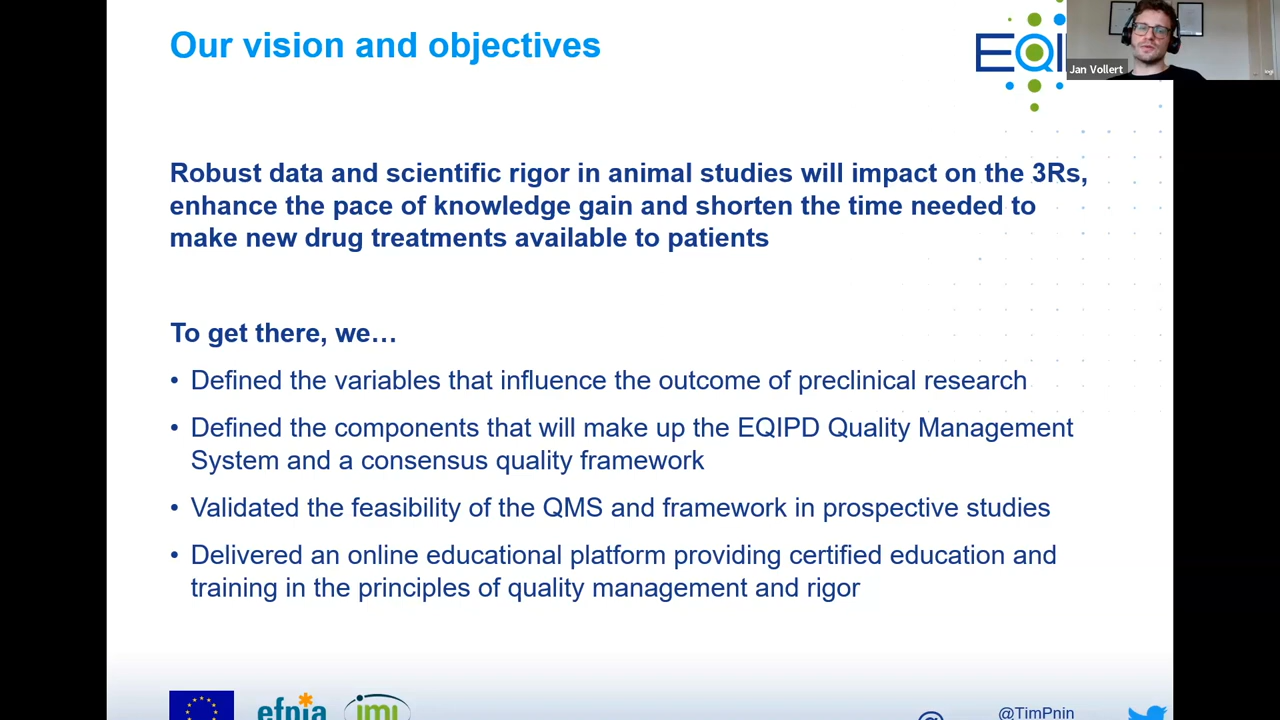 Our vision and objectives
EQI
Jan Vollert
Robust data and scientific rigor in animal studies will impact on the 3Rs,
enhance the pace of knowledge gain and shorten the time needed to
make new drug treatments available to patients
To get there, we…
• Defined the variables that influence the outcome of preclinical research
• Defined the components that will make up the EQIPD Quality Management
System and a consensus quality framework
• Validated the feasibility of the QMS and framework in prospective studies
• Delivered an online educational platform providing certified education and
training in the principles of quality management and rigor
efpia
imi
@TimPnin